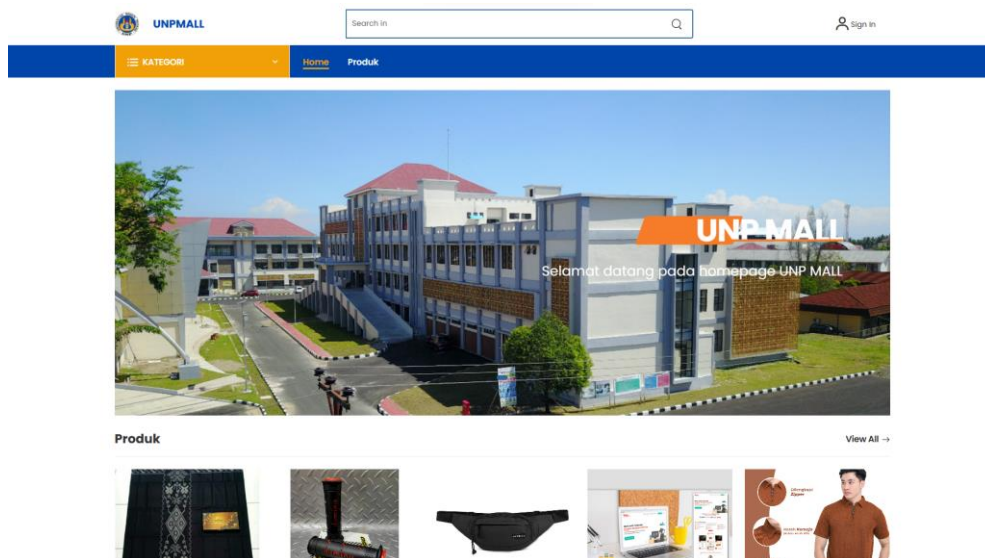 UNPMALL
Search in
Sign In
KATEGORI
Home
Produk
UNP MALL
Selamat datang pada homepage UNP MALL
Produk
View All →